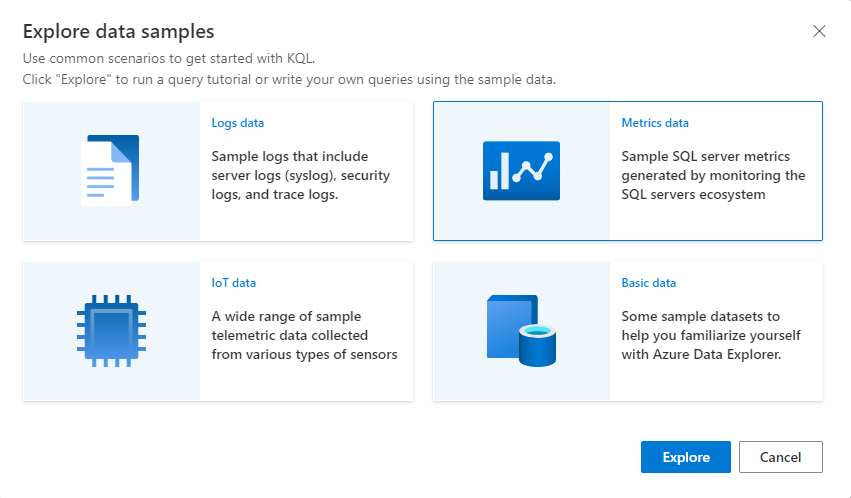 Explore data samples
Use common scenarios to get started with KQL.
Click "Explore" to run a query tutorial or write your own queries using the sample data.
Logs data
Sample logs that include
server logs (syslog), security
logs, and trace logs.
Metrics data
Sample SQL server metrics
generated by monitoring the
SQL servers ecosystem
IoT data
A wide range of sample
telemetric data collected
from various types of sensors
Basic data
Some sample datasets to
help you familiarize yourself
with Azure Data Explorer.
Explore
Cancel